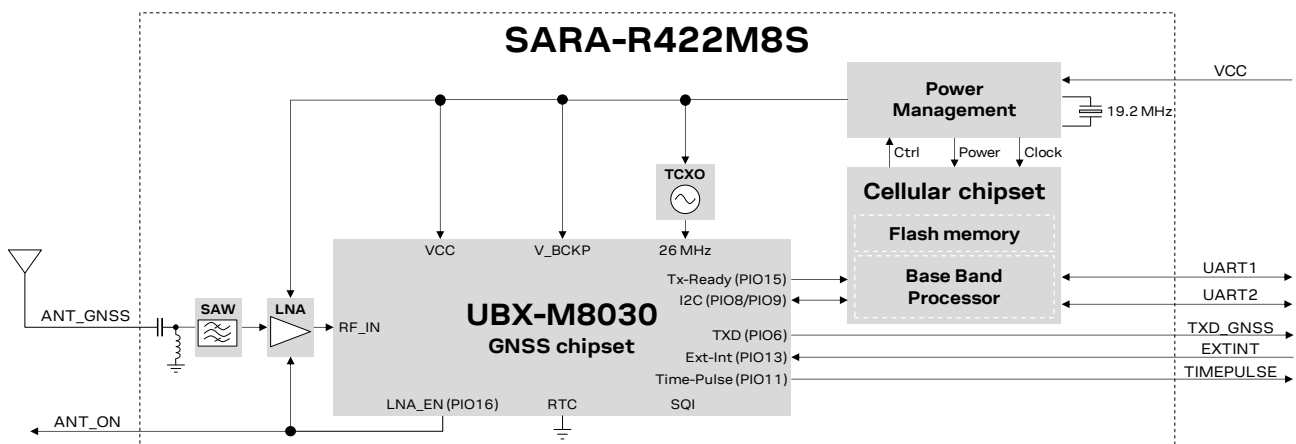 SARA-R422M8S
VCC
Power
Management
19.2 MHz
Ctrl
Power
Clock
TCXO
Cellular chipset
Flash memory
VCC
V_BCKP
26 MHz
Base Band
Processor
Tx-Ready (PIO15)
I2C (PIO8/PIO9)
UART1
UART2
ANT_GNSS
SAW
LNA
RF_IN
UBX-M8030
GNSS chipset
TXD (PIO6)
TXD_GNSS
Ext-Int (PIO13)
EXTINT
Time-Pulse (PIO11)
TIMEPULSE
LNA_EN (PIO16)
RTC
SQI
ANT_ON